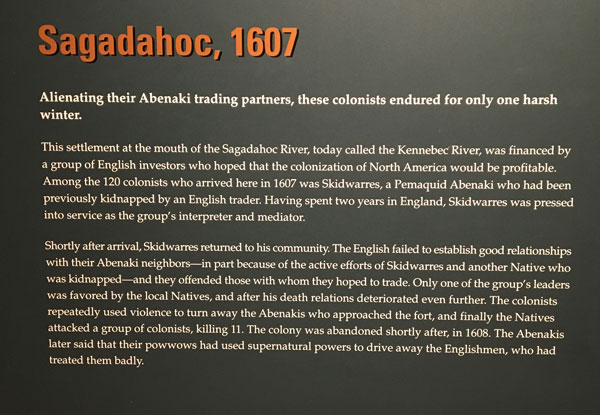 Sagadahoc, 1607
Alienating their Abenaki trading partners, these colonists endured for only one harsh
winter.
This settlement at the mouth of the Sagadahoc River, today called the Kennebec River, was financed by
a group of English investors who hoped that the colonization of North America would be profitable.
Among the 120 colonists who arrived here in 1607 was Skidwarres, a Pemaquid Abenaki who had been
previously kidnapped by an English trader. Having spent two years in England, Skidwarres was pressed
into service as the group's interpreter and mediator.
Shortly after arrival, Skidwarres returned to his community. The English failed to establish good relationships
with their Abenaki neighbors—in part because of the active efforts of Skidwarres and another Native who
was kidnapped—and they offended those with whom they hoped to trade. Only one of the group's leaders
was favored by the local Natives, and after his death relations deteriorated even further. The colonists
repeatedly used violence to turn away the Abenakis who approached the fort, and finally the Natives
attacked a group of colonists, killing 11. The colony was abandoned shortly after, in 1608. The Abenakis
later said that their powwows had used supernatural powers to drive away the Englishmen, who had
treated them badly.